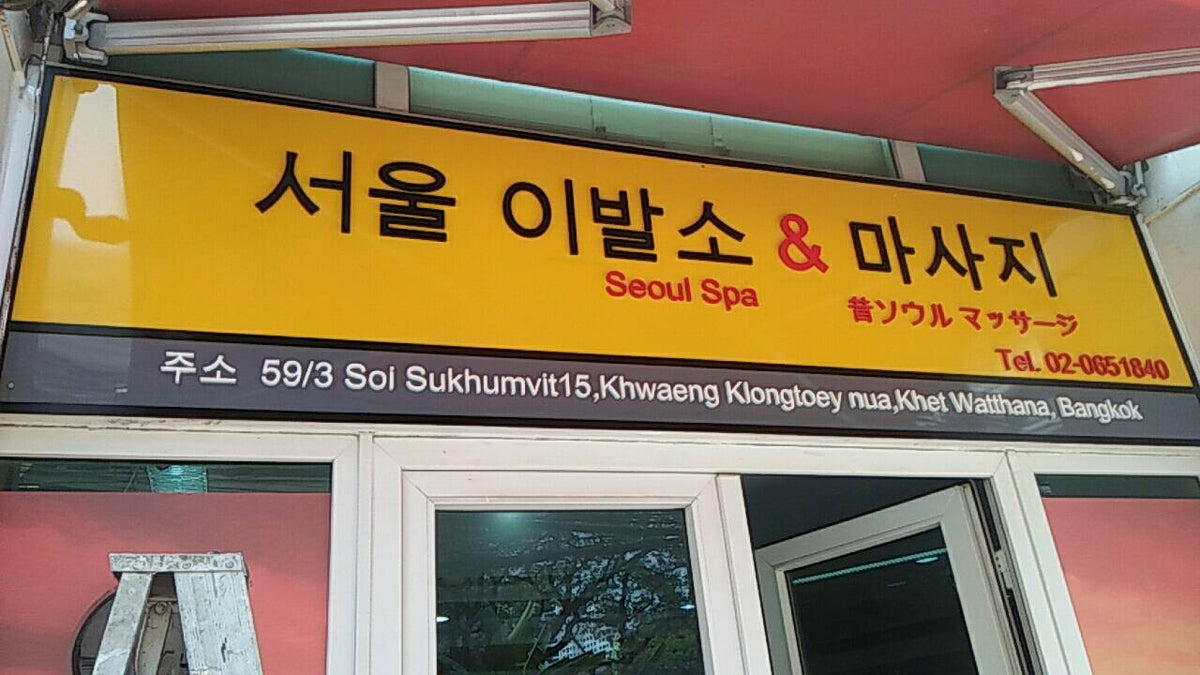 서울 이발소 & 마사지
Seoul Spa
昔ソウル マッサージ
Tel. 02-0651840
주소 59/3 Soi Sukhumvit15,Khwaeng Klongtoey nua,Khet Watthana, Bangkok